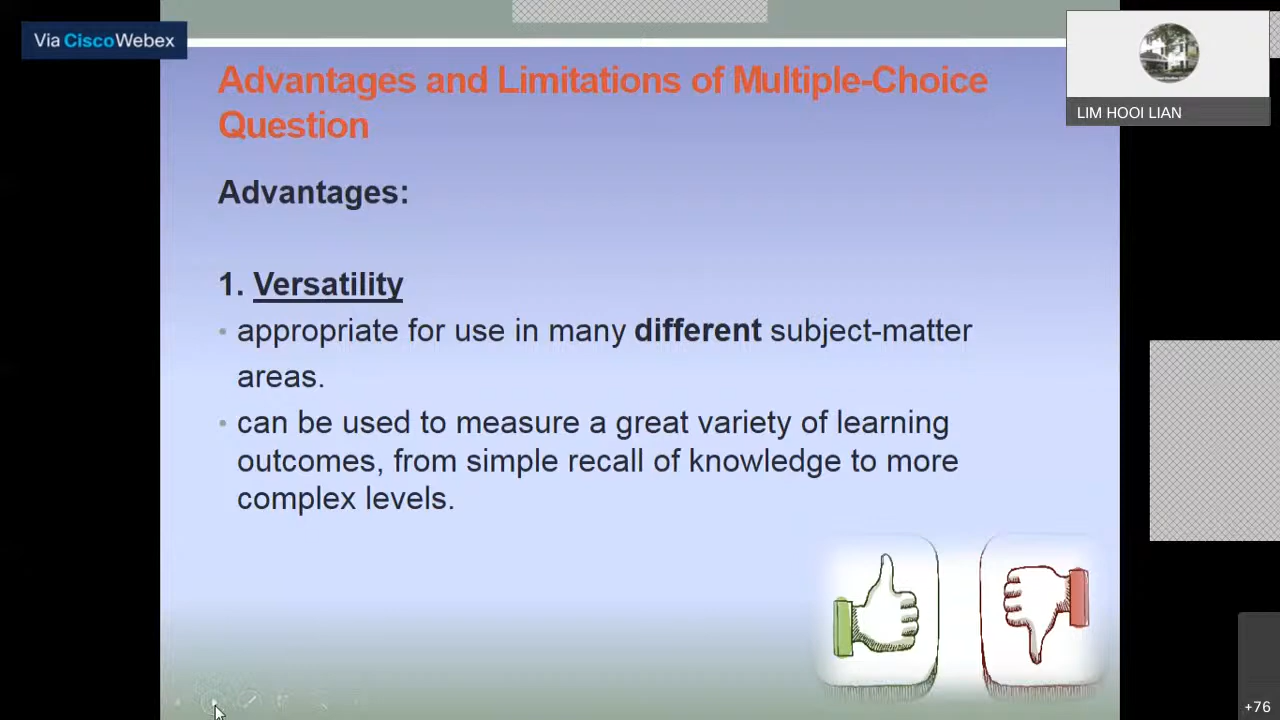 Via Cisco Webex
LIM HOOI LIAN
Advantages and Limitations of Multiple-Choice
Question
Advantages:
1. Versatility
• appropriate for use in many different subject-matter
areas.
• can be used to measure a great variety of learning
outcomes, from simple recall of knowledge to more
complex levels.
+76